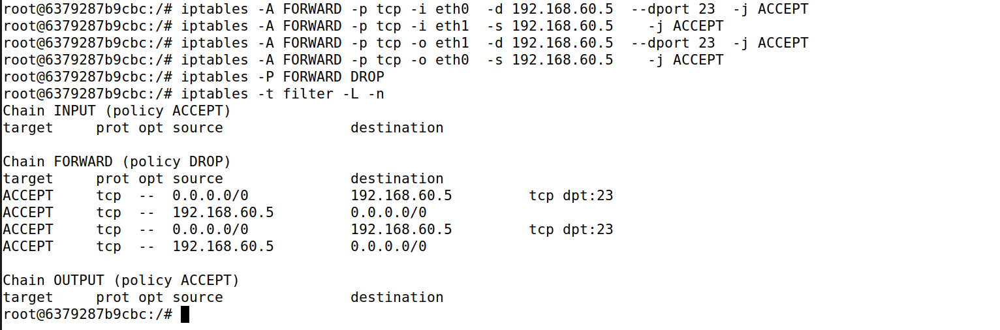 root@6379287b9cbc:/# iptables -A FORWARD -p tcp -i eth0  -d 192.168.60.5  --dport 23  -j ACCEPT
root@6379287b9cbc:/# iptables -A FORWARD -p tcp -i eth1  -s 192.168.60.5    -j ACCEPT
root@6379287b9cbc:/# iptables -A FORWARD -p tcp -o eth1  -d 192.168.60.5  --dport 23  -j ACCEPT
root@6379287b9cbc:/# iptables -A FORWARD -p tcp -o eth0  -s 192.168.60.5    -j ACCEPT
root@6379287b9cbc:/# iptables -P FORWARD DROP
root@6379287b9cbc:/# iptables -t filter -L -n
Chain INPUT (policy ACCEPT)
target     prot opt source               destination

Chain FORWARD (policy DROP)
target     prot opt source               destination
ACCEPT     tcp  --  0.0.0.0/0            192.168.60.5         tcp dpt:23
ACCEPT     tcp  --  192.168.60.5         0.0.0.0/0
ACCEPT     tcp  --  0.0.0.0/0            192.168.60.5         tcp dpt:23
ACCEPT     tcp  --  192.168.60.5         0.0.0.0/0

Chain OUTPUT (policy ACCEPT)
target     prot opt source               destination
root@6379287b9cbc:/#